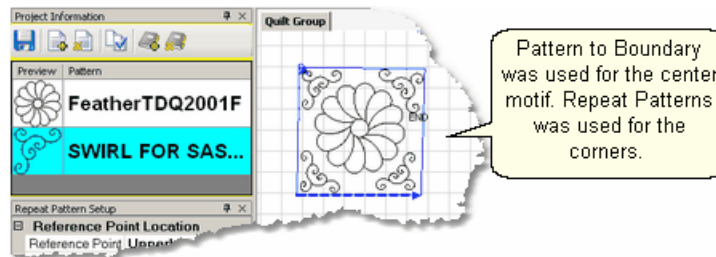 Project Information
Quilt Group
Preview Pattern
FeatherTDQ2001F
SWIRL FOR SAS...
END
Repeat Pattern Setup
Reference Point Location
Reference Point
Pattern to Boundary
was used for the center
motif. Repeat Patterns
was used for the
corners.